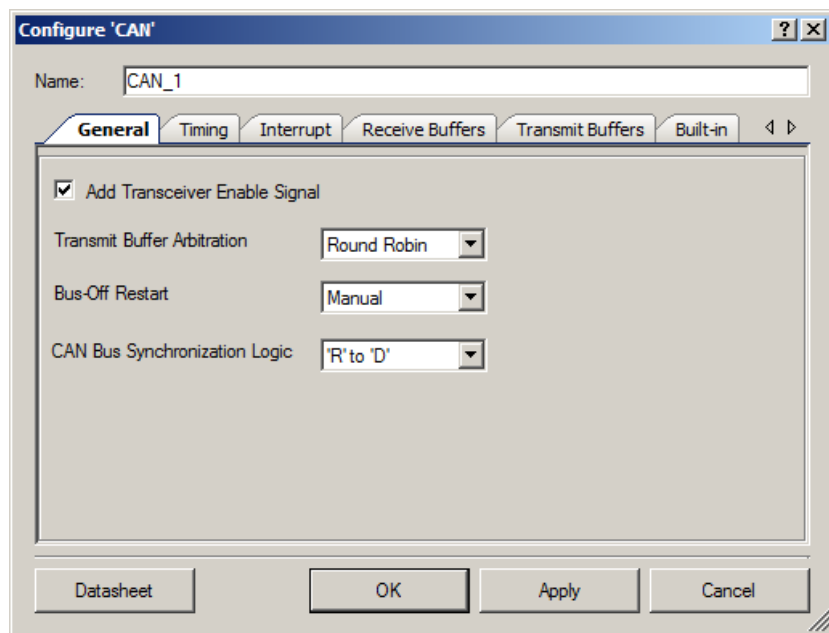 Configure 'CAN'
Name: CAN_1
General Timing Interrupt Receive Buffers Transmit Buffers Built-in
Add Transceiver Enable Signal
Transmit Buffer Arbitration Round Robin
Bus-Off Restart Manual
CAN Bus Synchronization Logic 'R' to 'D'
Datasheet OK Apply Cancel